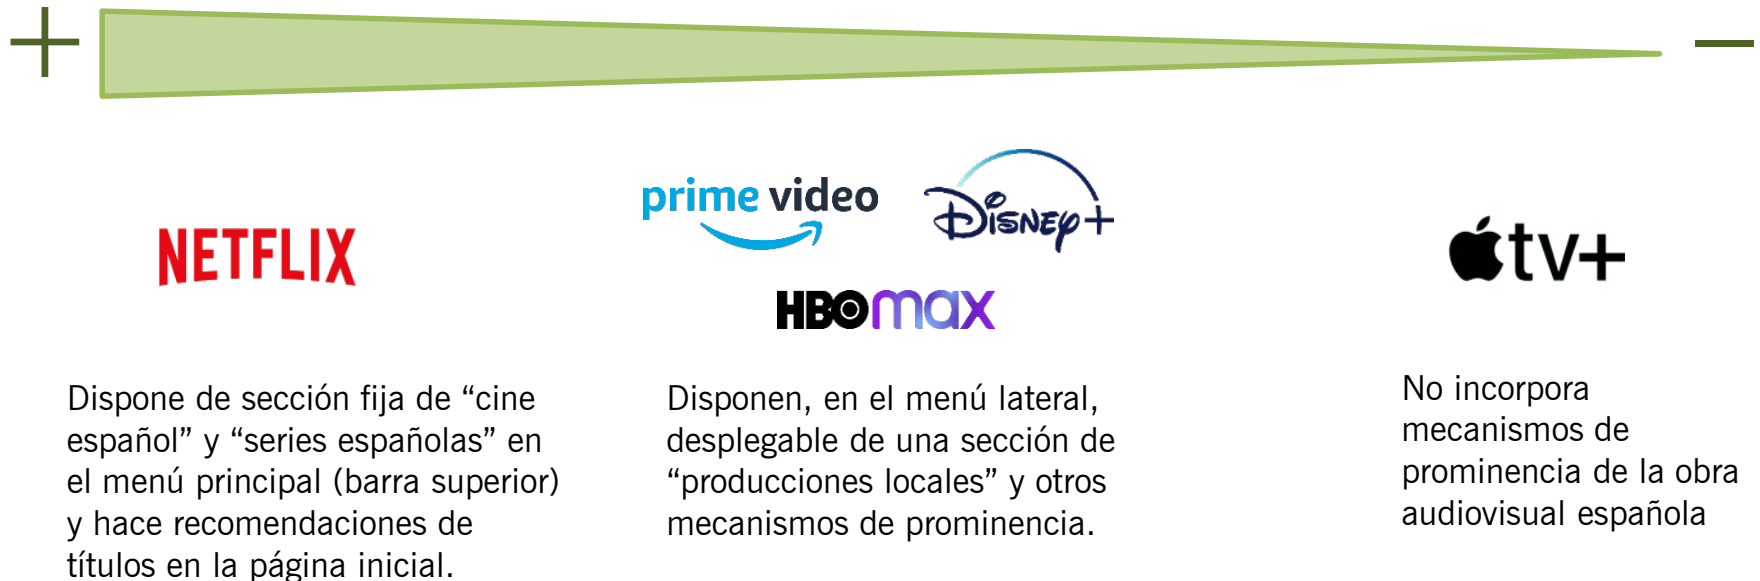 +
−
prime video
Disney+
NETFLIX
tv+
HBOmax
Dispone de sección fija de “cine
español” y “series españolas” en
el menú principal (barra superior)
y hace recomendaciones de
títulos en la página inicial.
Disponen, en el menú lateral,
desplegable de una sección de
“producciones locales” y otros
mecanismos de prominencia.
No incorpora
mecanismos de
prominencia de la obra
audiovisual española